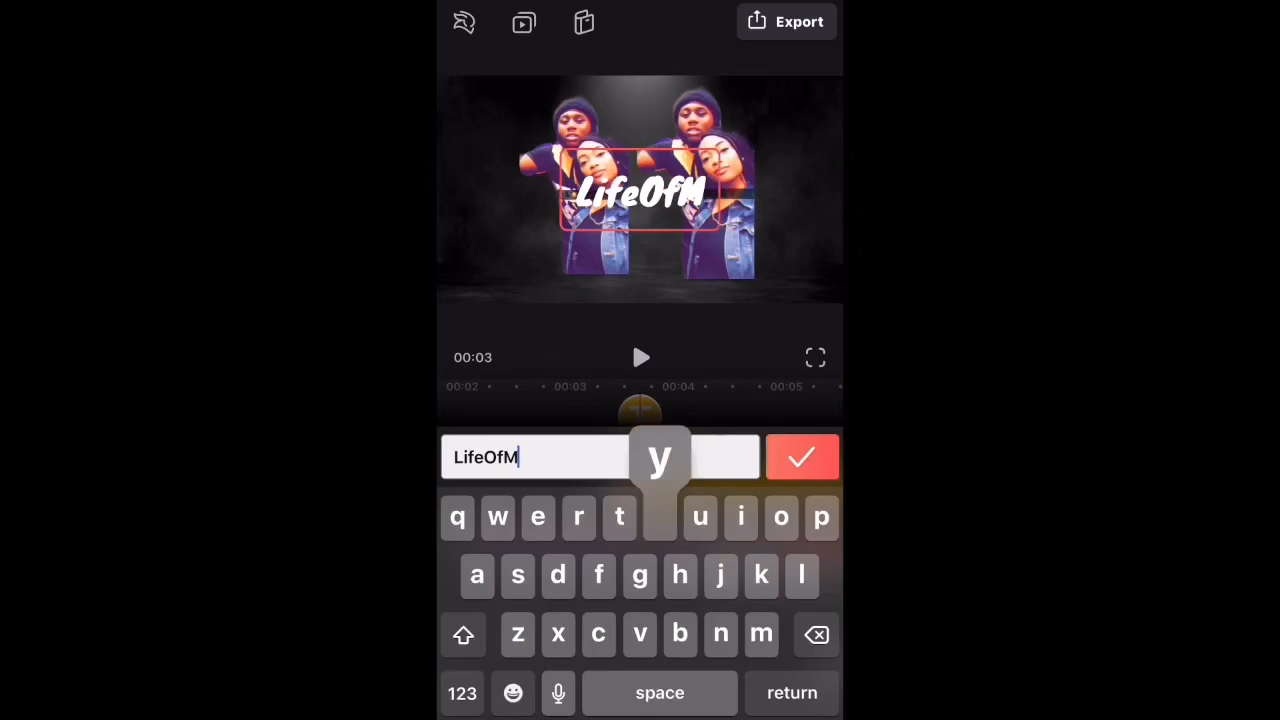 Export
LifeOfM
00:03
00:02 00:03 00:04 00:05
T
LifeOfM
y
q w e r t u i o p
a s d f g h j k l
z x c v b n m
123 space return